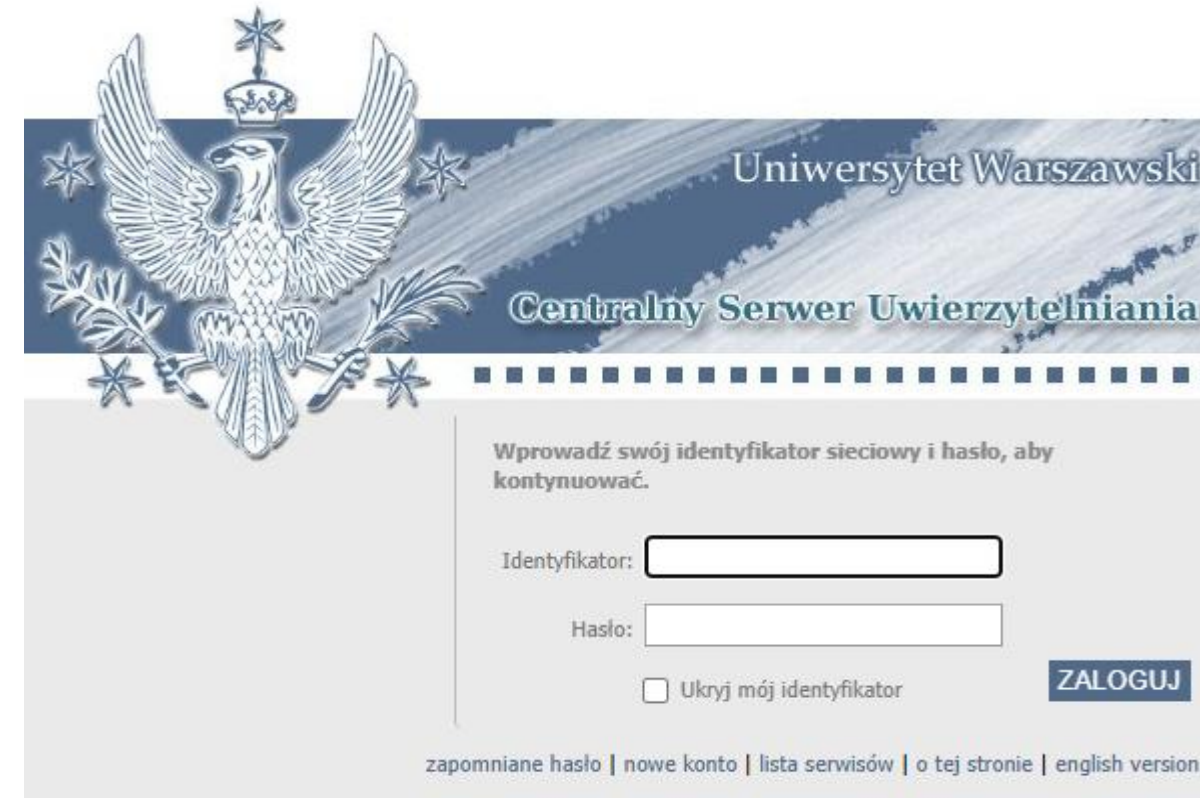 Uniwersytet Warszawski
Centralny Serwer Uwierzytelniania
Wprowadź swój identyfikator sieciowy i hasło, aby
kontynuować.
Identyfikator:
Hasło:
Ukryj mój identyfikator
ZALOGUJ
zapomniane hasło | nowe konto | lista serwisów | o tej stronie | english version